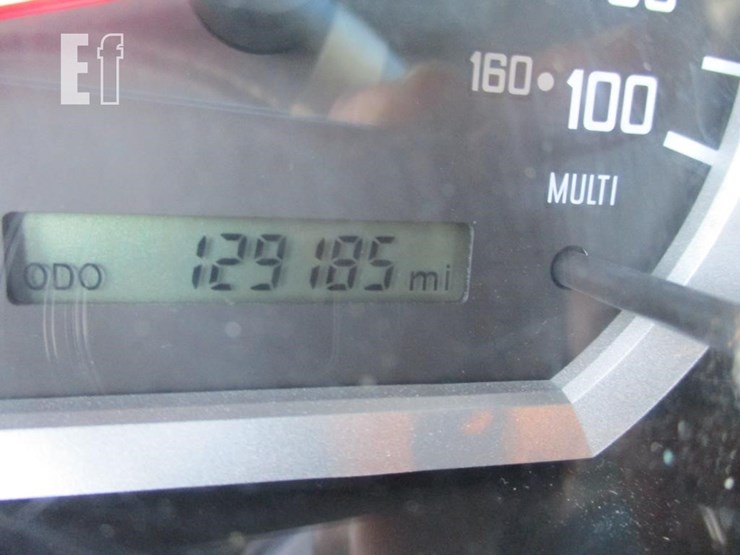 Ef
160 • 100
MULTI
ODO 129185 mi